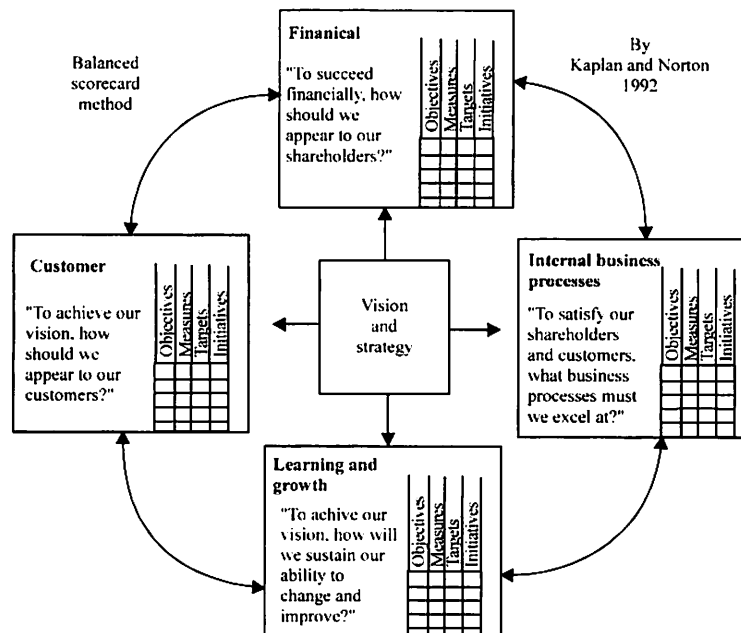 Balanced
scorecard
method
Finanical
"To succeed
financially, how
should we
appear to our
shareholders?"
Objectives
Measures
Targets
Initiatives
By
Kaplan and Norton
1992
Customer
"To achieve our
vision, how
should we
appear to our
customers?"
Objectives
Measures
Targets
Initiatives
Vision
and
strategy
Internal business
processes
"To satisfy our
shareholders
and customers,
what business
processes must
we excel at?"
Objectives
Measures
Targets
Initiatives
Learning and
growth
"To achive our
vision, how will
we sustain our
ability to
change and
improve?"
Objectives
Measures
Targets
Initiatives